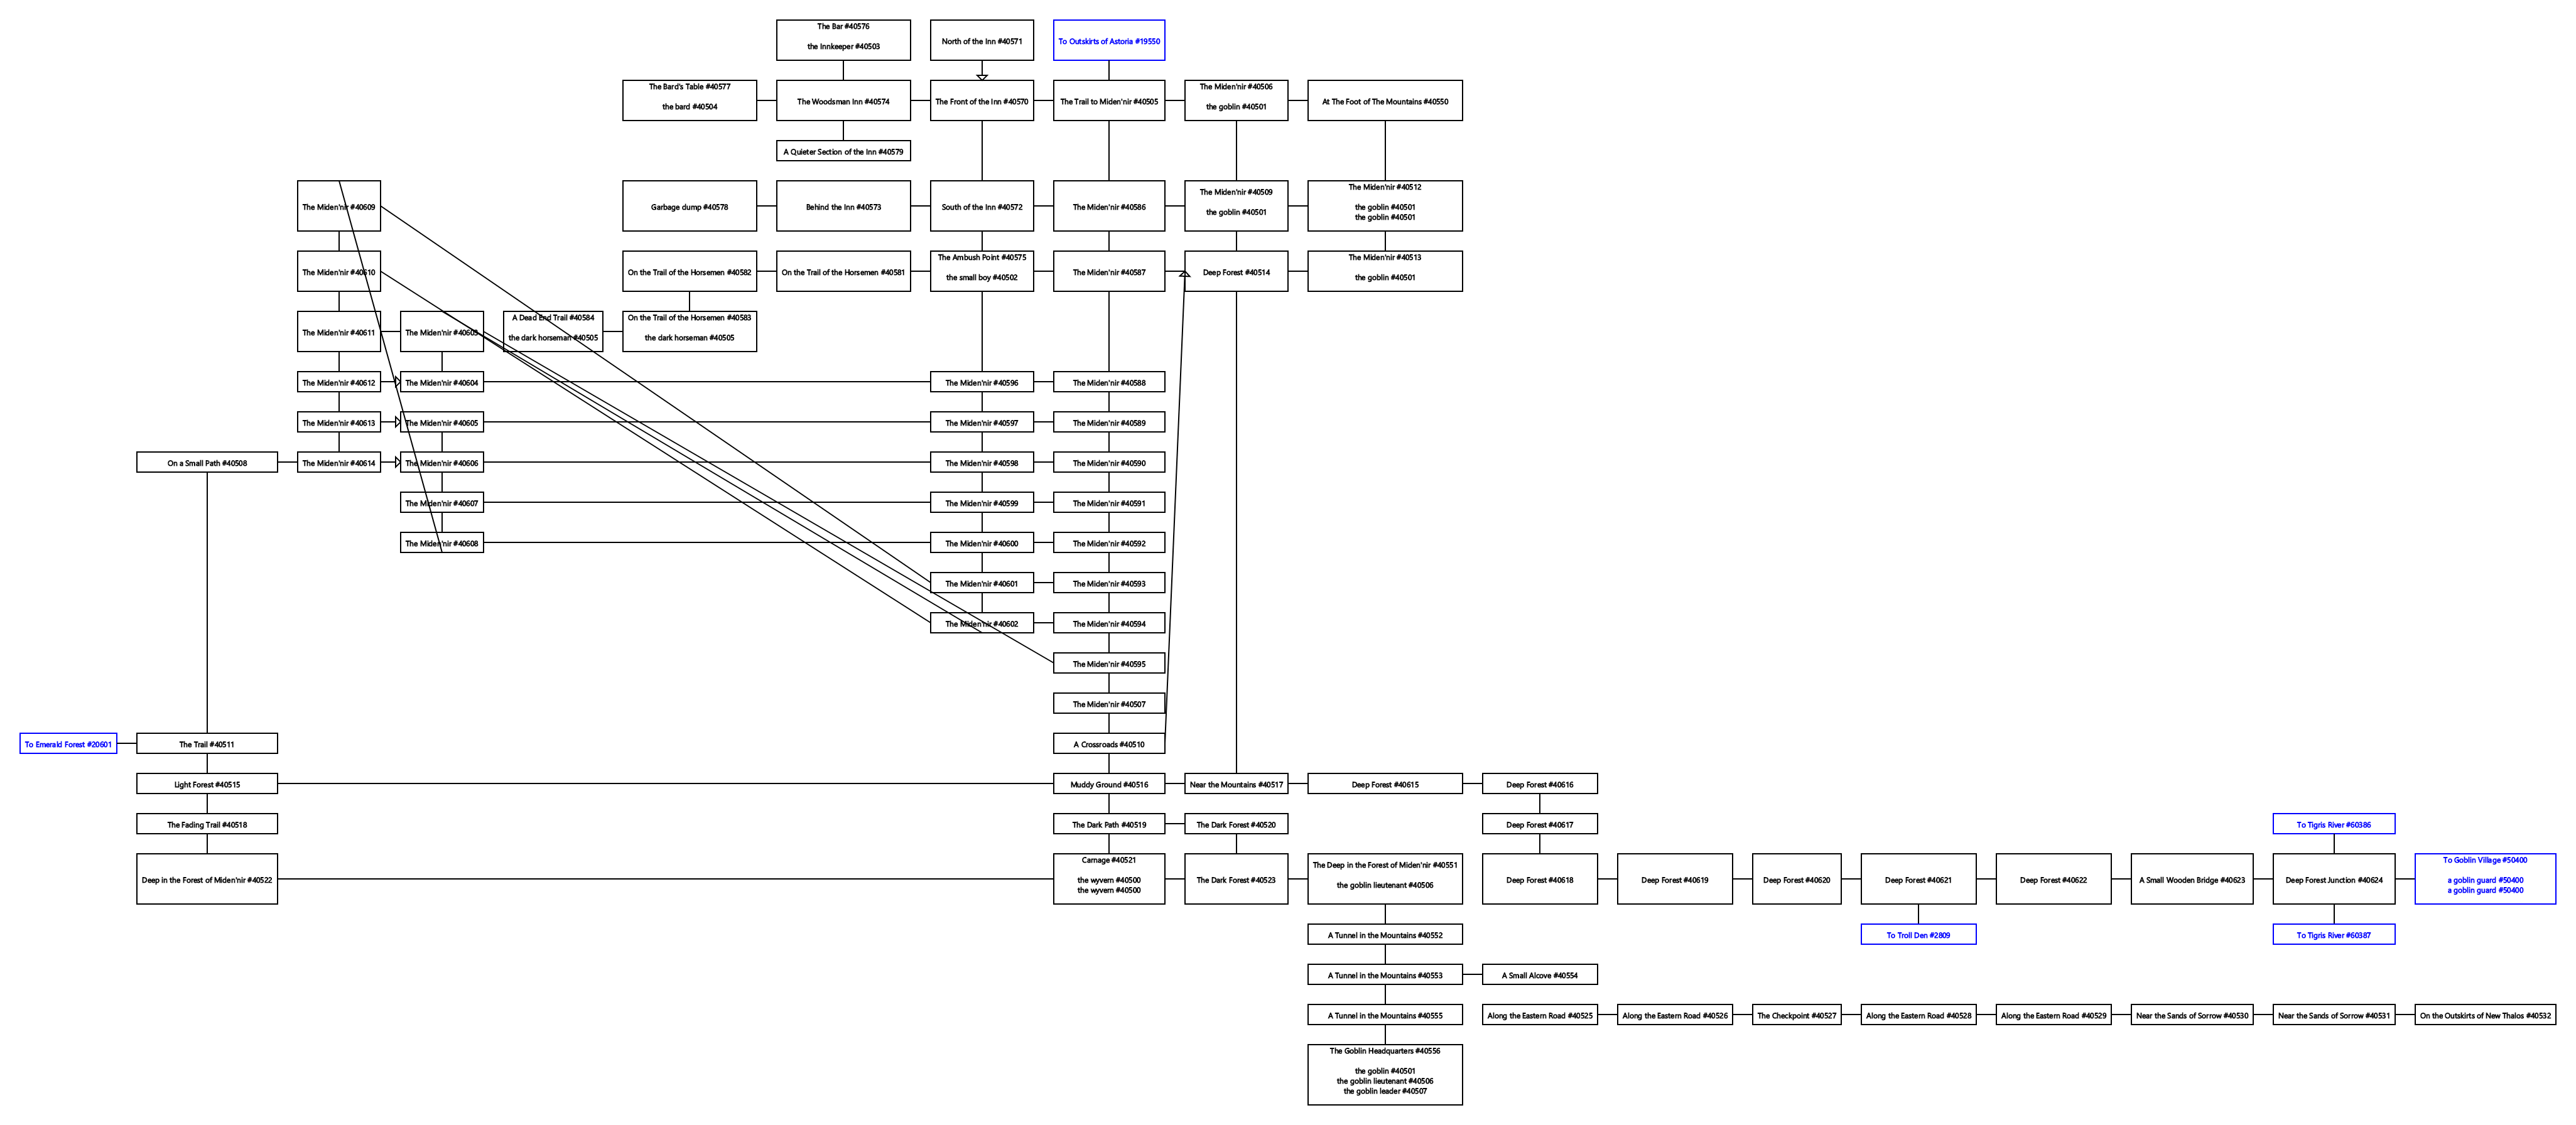 The Bar #40576
the Innkeeper #40503
North of the Inn #40571
To Outskirts of Astoria #19550
The Bard's Table #40577
the bard #40504
The Woodsman Inn #40574
The Front of the Inn #40570
The Trail to Miden'nir #40505
The Miden'nir #40506
the goblin #40501
At The Foot of The Mountains #40550
A Quieter Section of the Inn #40579
The Miden'nir #40609
Garbage dump #40578
Behind the Inn #40573
South of the Inn #40572
The Miden'nir #40586
The Miden'nir #40509
the goblin #40501
The Miden'nir #40512
the goblin #40501
the goblin #40501
The Miden'nir #40610
On the Trail of the Horsemen #40582
On the Trail of the Horsemen #40581
The Ambush Point #40575
the small boy #40502
The Miden'nir #40587
Deep Forest #40514
The Miden'nir #40513
the goblin #40501
The Miden'nir #40611
The Miden'nir #40603
A Dead End Trail #40584
the dark horseman #40505
On the Trail of the Horsemen #40583
the dark horseman #40505
The Miden'nir #40612
The Miden'nir #40604
The Miden'nir #40596
The Miden'nir #40588
The Miden'nir #40613
The Miden'nir #40605
The Miden'nir #40597
The Miden'nir #40589
On a Small Path #40508
The Miden'nir #40614
The Miden'nir #40606
The Miden'nir #40598
The Miden'nir #40590
The Miden'nir #40607
The Miden'nir #40599
The Miden'nir #40591
The Miden'nir #40608
The Miden'nir #40600
The Miden'nir #40592
The Miden'nir #40601
The Miden'nir #40593
The Miden'nir #40602
The Miden'nir #40594
The Miden'nir #40595
The Miden'nir #40507
To Emerald Forest #20601
The Trail #40511
A Crossroads #40510
Light Forest #40515
Muddy Ground #40516
Near the Mountains #40517
Deep Forest #40615
Deep Forest #40616
The Fading Trail #40518
The Dark Path #40519
The Dark Forest #40520
Deep Forest #40617
To Tigris River #60386
Deep in the Forest of Miden'nir #40522
Carnage #40521
the wyvern #40500
the wyvern #40500
The Dark Forest #40523
The Deep in the Forest of Miden'nir #40551
the goblin lieutenant #40506
Deep Forest #40618
Deep Forest #40619
Deep Forest #40620
Deep Forest #40621
Deep Forest #40622
A Small Wooden Bridge #40623
Deep Forest Junction #40624
To Goblin Village #50400
a goblin guard #50400
a goblin guard #50400
A Tunnel in the Mountains #40552
To Troll Den #2809
To Tigris River #60387
A Tunnel in the Mountains #40553
A Small Alcove #40554
A Tunnel in the Mountains #40555
Along the Eastern Road #40525
Along the Eastern Road #40526
The Checkpoint #40527
Along the Eastern Road #40528
Along the Eastern Road #40529
Near the Sands of Sorrow #40530
Near the Sands of Sorrow #40531
On the Outskirts of New Thalos #40532
The Goblin Headquarters #40556
the goblin #40501
the goblin lieutenant #40506
the goblin leader #40507